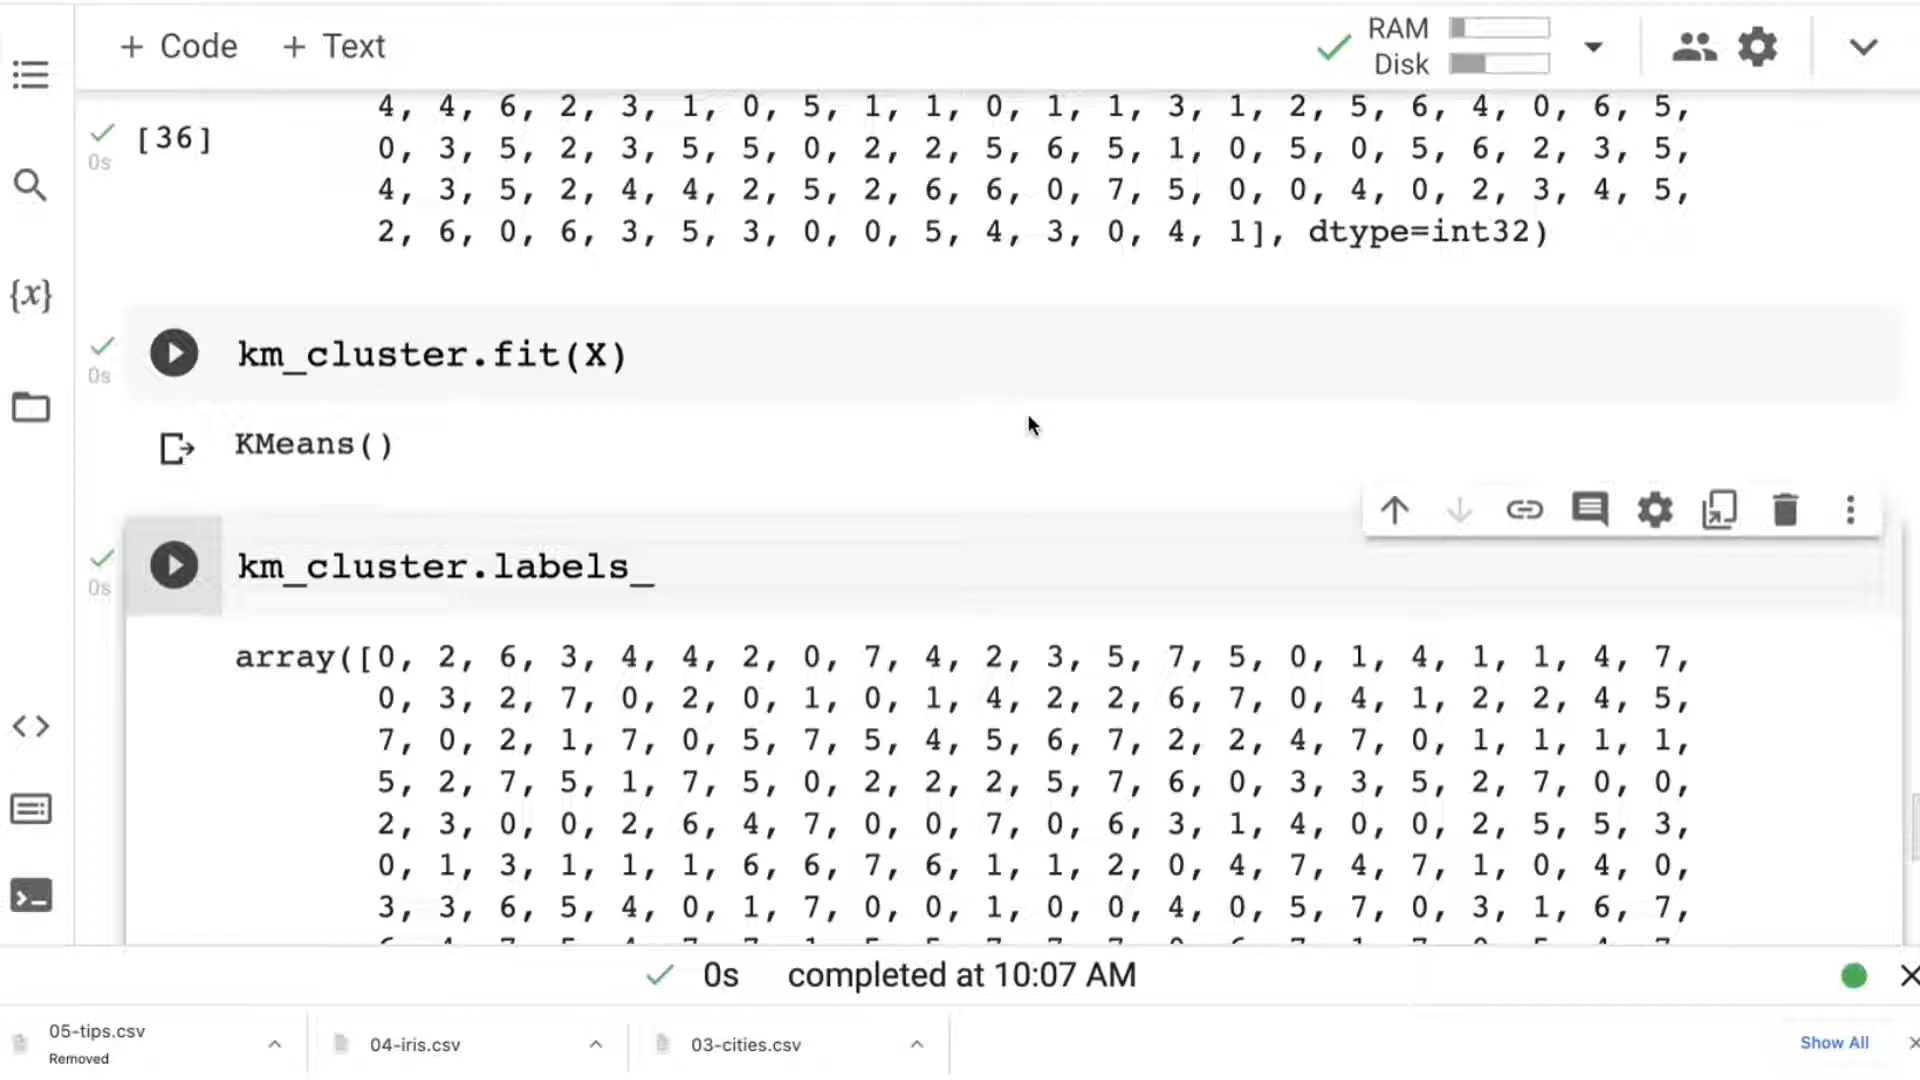 + Code + Text
RAM
Disk
4, 4, 6, 2, 3, 1, 0, 5, 1, 1, 0, 1, 1, 3, 1, 2, 5, 6, 4, 0, 6, 5,
[36]
0s
0, 3, 5, 2, 3, 5, 5, 0, 2, 2, 5, 6, 5, 1, 0, 5, 0, 5, 6, 2, 3, 5,
4, 3, 5, 2, 4, 4, 2, 5, 2, 6, 6, 0, 7, 5, 0, 0, 4, 0, 2, 3, 4, 5,
2, 6, 0, 6, 3, 5, 3, 0, 0, 5, 4, 3, 0, 4, 1], dtype=int32)
{x}
km_cluster.fit(X)
0s
KMeans()
km_cluster.labels_
0s
array([0, 2, 6, 3, 4, 4, 2, 0, 7, 4, 2, 3, 5, 7, 5, 0, 1, 4, 1, 1, 4, 7,
0, 3, 2, 7, 0, 2, 0, 1, 0, 1, 4, 2, 2, 6, 7, 0, 4, 1, 2, 2, 4, 5,
7, 0, 2, 1, 7, 0, 5, 7, 5, 4, 5, 6, 7, 2, 2, 4, 7, 0, 1, 1, 1, 1,
5, 2, 7, 5, 1, 7, 5, 0, 2, 2, 2, 5, 7, 6, 0, 3, 3, 5, 2, 7, 0, 0,
2, 3, 0, 0, 2, 6, 4, 7, 0, 0, 7, 0, 6, 3, 1, 4, 0, 0, 2, 5, 5, 3,
0, 1, 3, 1, 1, 1, 6, 6, 7, 6, 1, 1, 2, 0, 4, 7, 4, 7, 1, 0, 4, 0,
3, 3, 6, 5, 4, 0, 1, 7, 0, 0, 1, 0, 0, 4, 0, 5, 7, 0, 3, 1, 6, 7,
0s completed at 10:07 AM
05-tips.csv
Removed
04-iris.csv
03-cities.csv
Show All